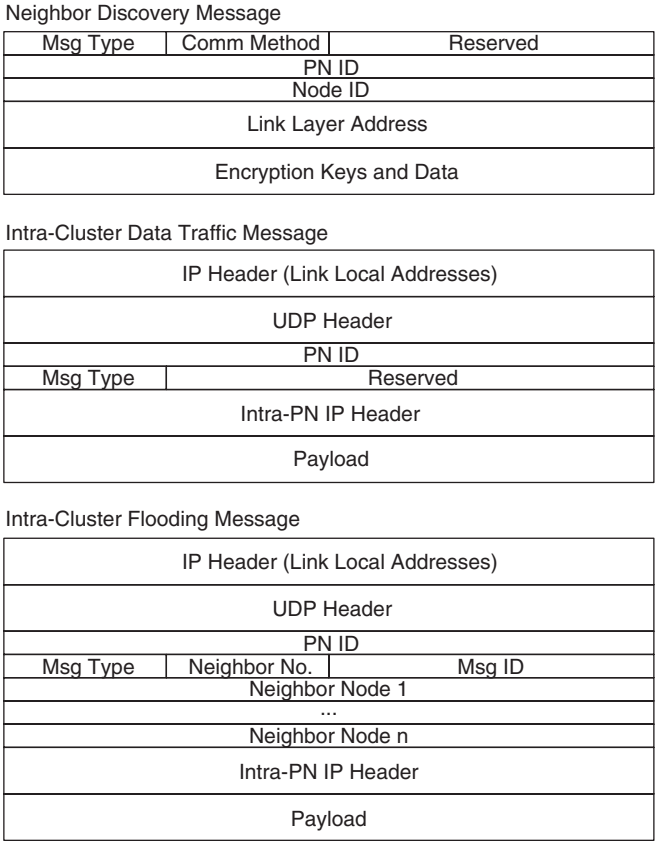 Neighbor Discovery Message
Msg Type Comm Method Reserved
PN ID
Node ID
Link Layer Address
Encryption Keys and Data
Intra-Cluster Data Traffic Message
IP Header (Link Local Addresses)
UDP Header
PN ID
Msg Type Reserved
Intra-PN IP Header
Payload
Intra-Cluster Flooding Message
IP Header (Link Local Addresses)
UDP Header
PN ID
Msg Type Neighbor No. Msg ID
Neighbor Node 1
...
Neighbor Node n
Intra-PN IP Header
Payload